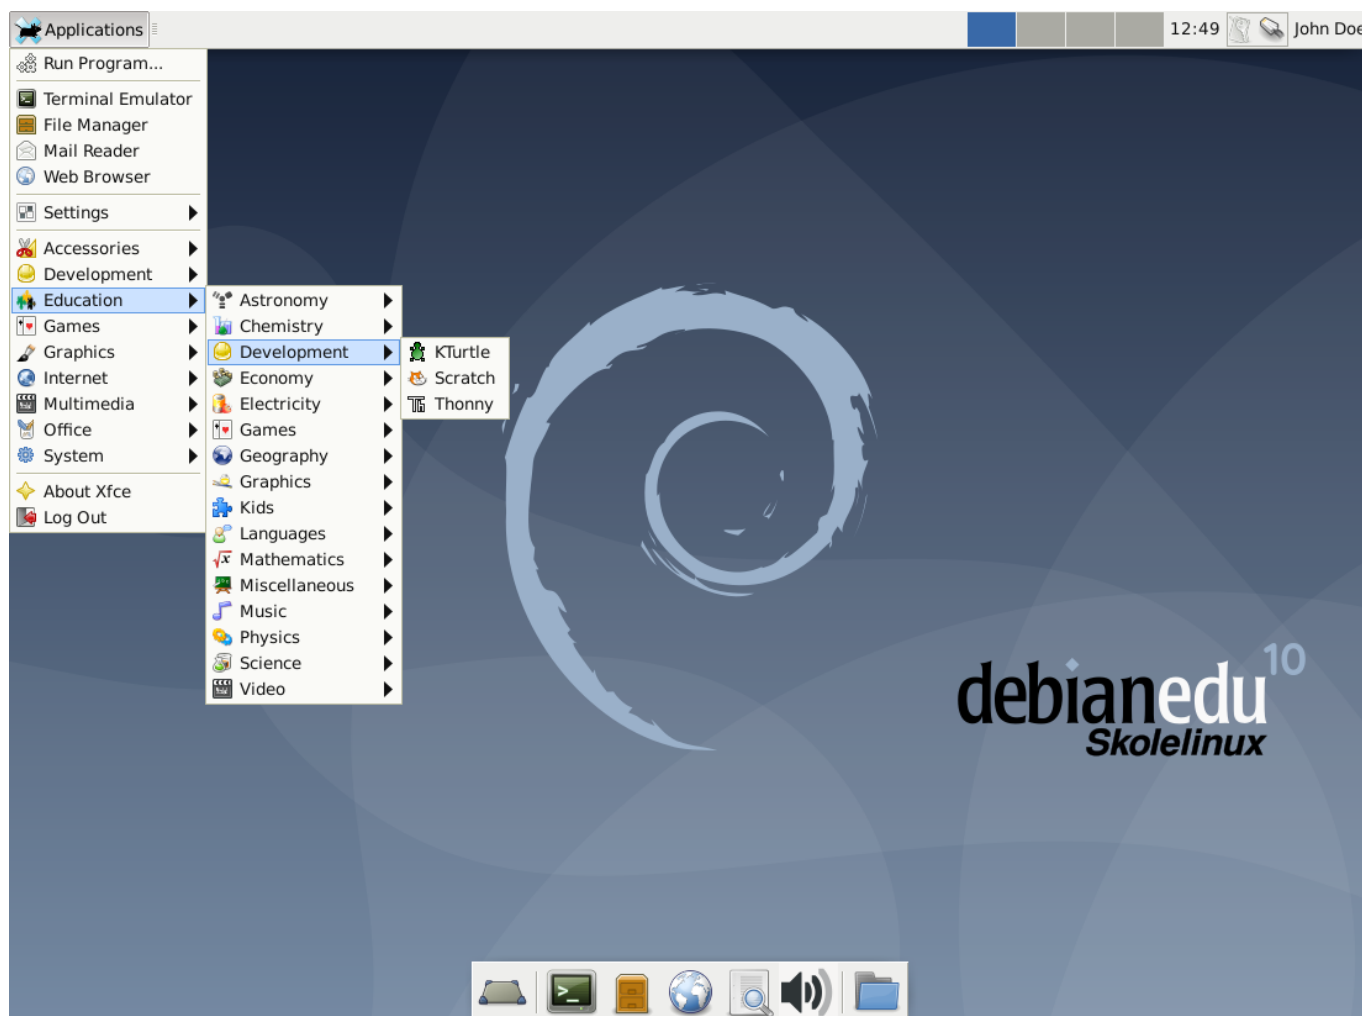 Applications
12:49
John Doe
Run Program...
Terminal Emulator
File Manager
Mail Reader
Web Browser
Settings
Accessories
Development
Education
Games
Graphics
Internet
Multimedia
Office
System
About Xfce
Log Out
Astronomy
Chemistry
Development
Economy
Electricity
Games
Geography
Graphics
Kids
Languages
Mathematics
Miscellaneous
Music
Physics
Science
Video
KTurtle
Scratch
Thonny
debianedu 10
Skolelinux